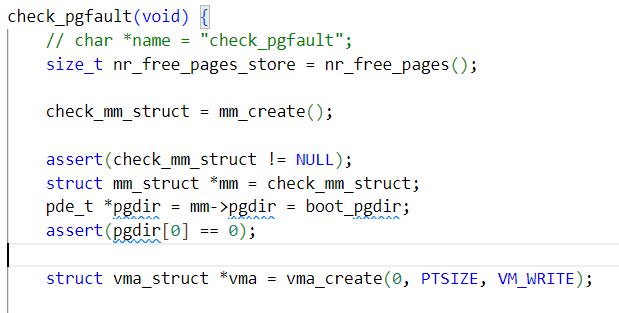 check_pgfault(void) {
    // char *name = "check_pgfault";
    size_t nr_free_pages_store = nr_free_pages();
    check_mm_struct = mm_create();
    assert(check_mm_struct != NULL);
    struct mm_struct *mm = check_mm_struct;
    pde_t *pgdir = mm->pgdir = boot_pgdir;
    assert(pgdir[0] == 0);
    struct vma_struct *vma = vma_create(0, PTSIZE, VM_WRITE);